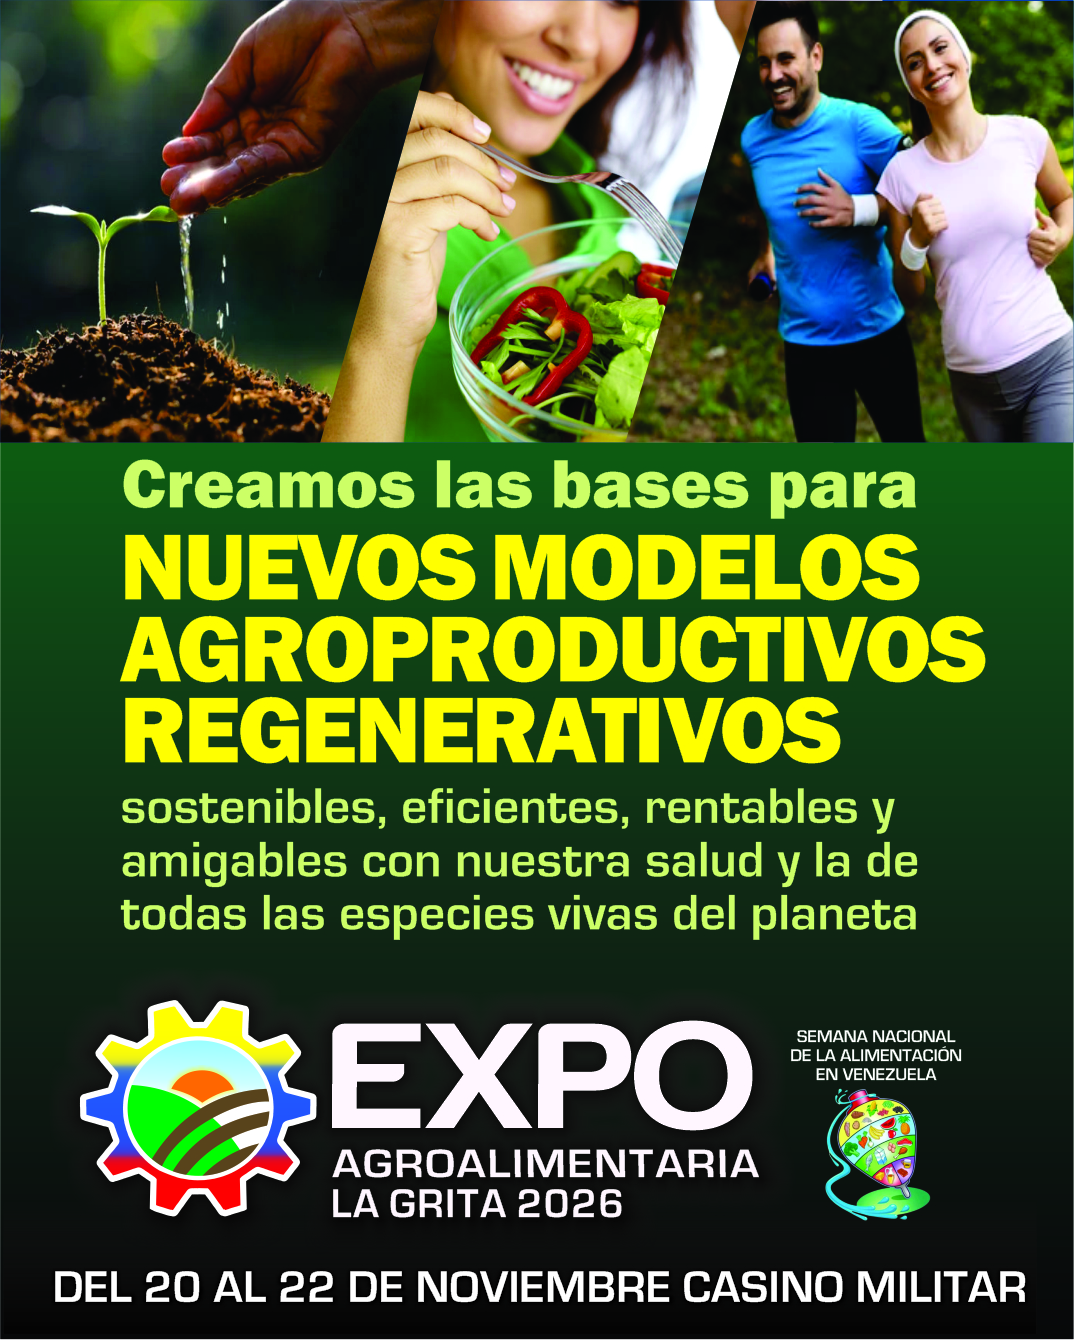 Creamos las bases para
NUEVOS MODELOS
AGROPRODUCTIVOS
REGENERATIVOS
sostenibles, eficientes, rentables y
amigables con nuestra salud y la de
todas las especies vivas del planeta
EXPO
AGROALIMENTARIA
LA GRITA 2026
SEMANA NACIONAL
DE LA ALIMENTACIÓN
EN VENEZUELA
DEL 20 AL 22 DE NOVIEMBRE CASINO MILITAR